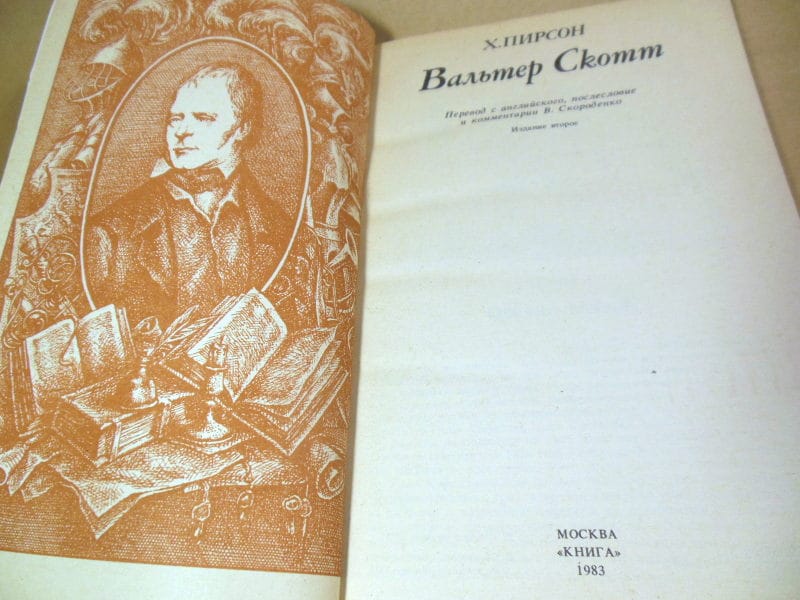 Х. ПИРСОН
Вальтер Скотт
Перевод с английского, послесловие
и комментарии В. Скороденко
Издание второе
МОСКВА
«КНИГА»
1983